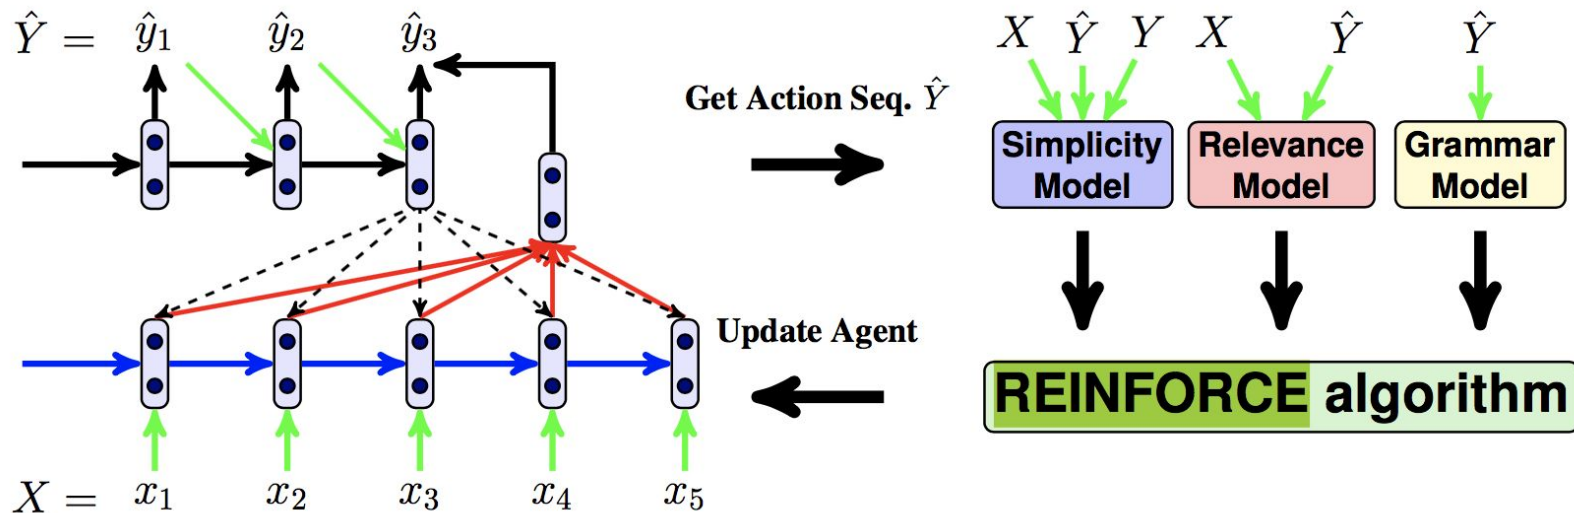 Ŷ = ŷ1 ŷ2 ŷ3
X Ŷ Y X Ŷ Ŷ
Get Action Seq. Ŷ
Simplicity Model
Relevance Model
Grammar Model
Update Agent
REINFORCE algorithm
X = x1 x2 x3 x4 x5